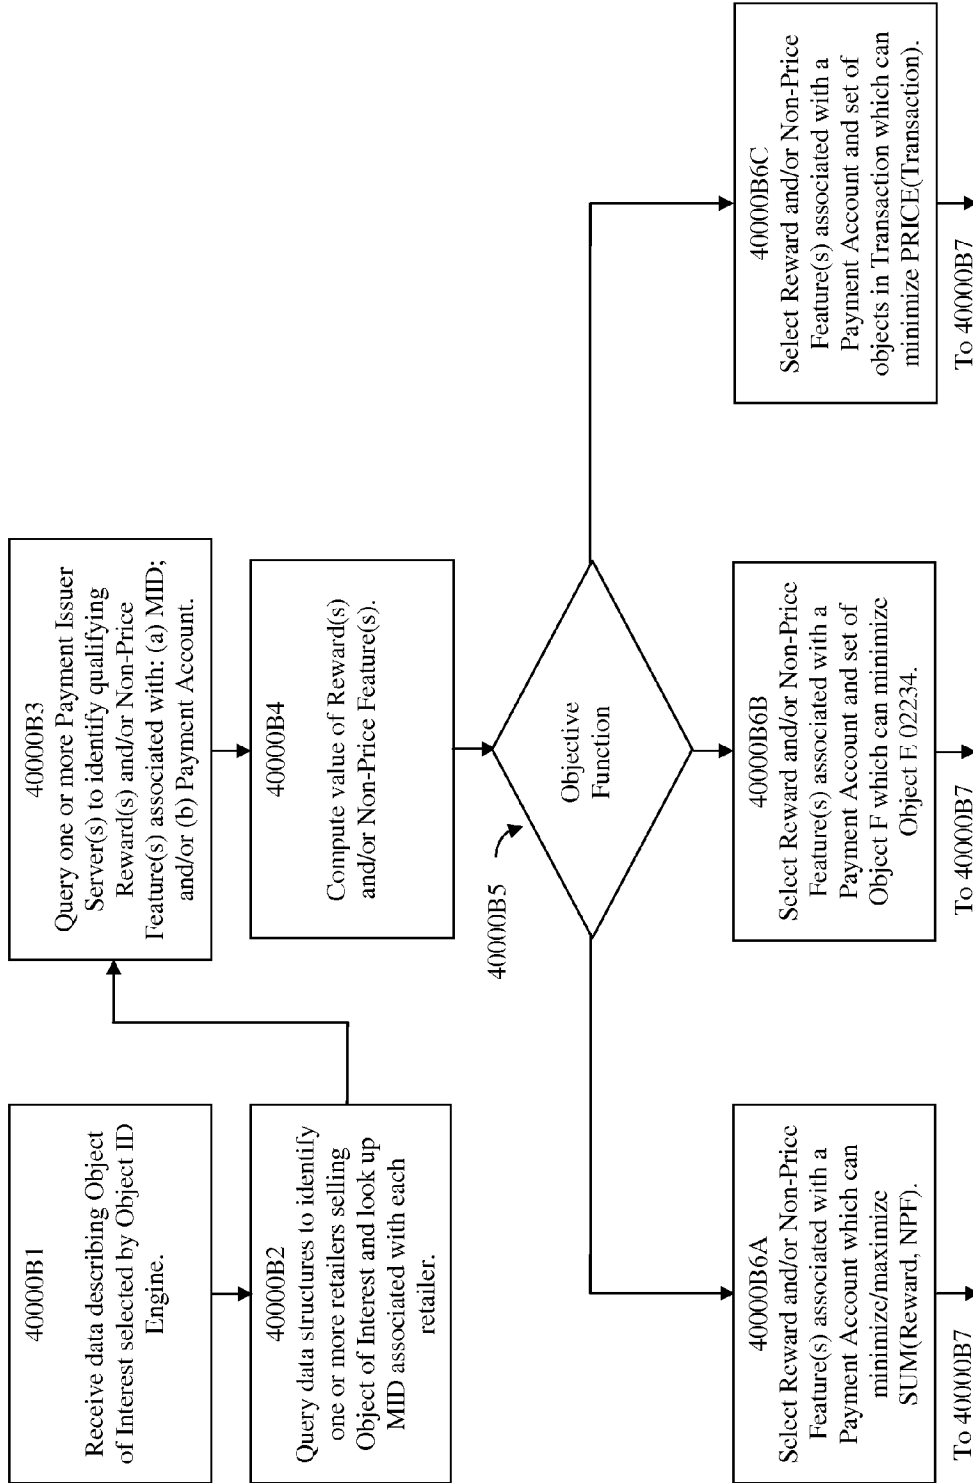 40000B1
Receive data describing Object
of Interest selected by Object ID
Engine.
40000B2
Query data structures to identify
one or more retailers selling
Object of Interest and look up
MID associated with each
retailer.
40000B3
Query one or more Payment Issuer
Server(s) to identify qualifying
Reward(s) and/or Non-Price
Feature(s) associated with: (a) MID;
and/or (b) Payment Account.
40000B4
Compute value of Reward(s)
and/or Non-Price Feature(s).
40000B5
Objective
Function
40000B6A
Select Reward and/or Non-Price
Feature(s) associated with a
Payment Account which can
minimize/maximize
SUM(Reward, NPF).
To 40000B7
40000B6B
Select Reward and/or Non-Price
Feature(s) associated with a
Payment Account and set of
Object F which can minimize
Object E 02234.
To 40000B7
40000B6C
Select Reward and/or Non-Price
Feature(s) associated with a
Payment Account and set of
objects in Transaction which can
minimize PRICE(Transaction).
To 40000B7